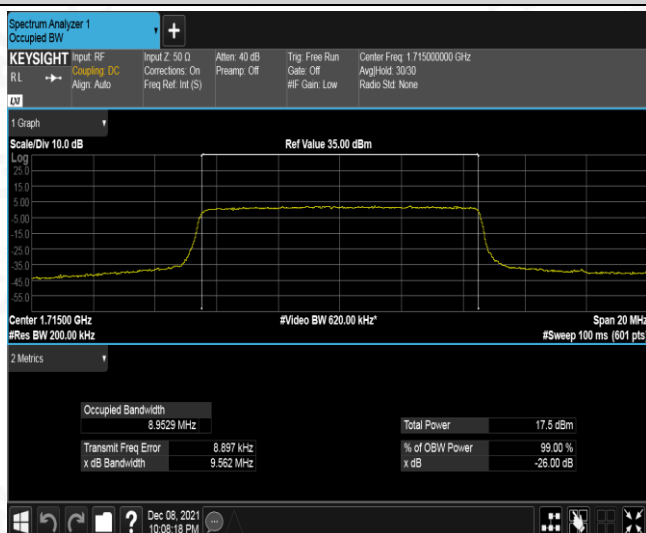 Spectrum Analyzer 1
Occupied BW
+
KEYSIGHT
RL
LXI
Input: RF
Coupling: DC
Align: Auto
Input Z: 50 Ω
Corrections: On
Freq Ref: Int (S)
Atten: 40 dB
Preamp: Off
Trig: Free Run
Gate: Off
#IF Gain: Low
Center Freq: 1.715000000 GHz
Avg|Hold: 30/30
Radio Std: None
1 Graph
Scale/Div 10.0 dB
Ref Value 35.00 dBm
Log
25.0
15.0
5.00
-5.00
-15.0
-25.0
-35.0
-45.0
-55.0
Center 1.71500 GHz
#Video BW 620.00 kHz*
Span 20 MHz
#Res BW 200.00 kHz
#Sweep 100 ms (601 pts)
2 Metrics
Occupied Bandwidth
8.9529 MHz
Total Power 17.5 dBm
Transmit Freq Error 8.897 kHz
% of OBW Power 99.00 %
x dB Bandwidth 9.562 MHz
x dB -26.00 dB
?
Dec 08, 2021
10:08:18 PM